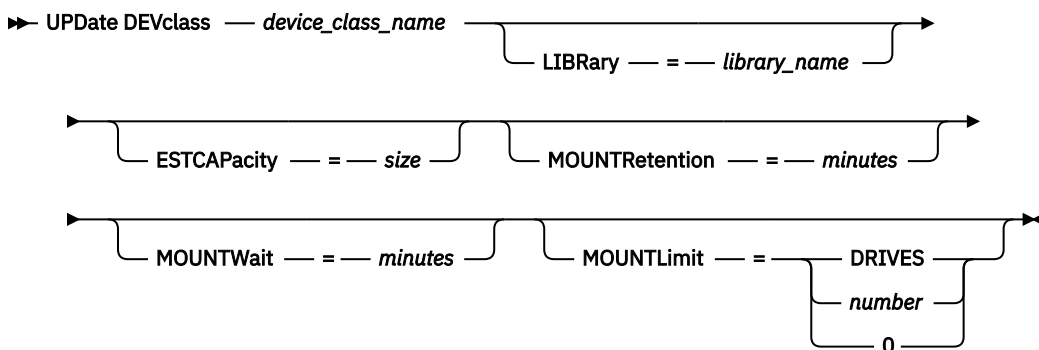 UPDate DEVclass device_class_name
LIBRary = library_name
ESTCAPacity = size MOUNTRetention = minutes
MOUNTWait = minutes MOUNTLimit = DRIVES
number
0